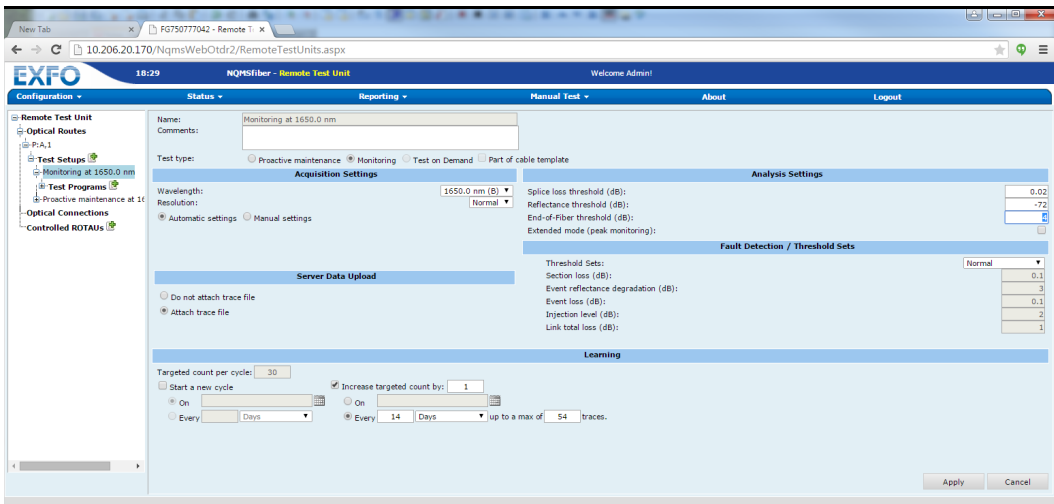 New Tab
FG750777042 - Remote T
10.206.20.170/NqmsWebOtdr2/RemoteTestUnits.aspx
EXFO 18:29 NQMSfiber - Remote Test Unit Welcome Admin!
Configuration Status Reporting Manual Test About Logout
Remote Test Unit
Optical Routes
P:A,1
Test Setups
Monitoring at 1650.0 nm
Test Programs
Proactive maintenance at 16
Optical Connections
Controlled ROTAUs
Name: Monitoring at 1650.0 nm
Comments:
Test type: Proactive maintenance Monitoring Test on Demand Part of cable template
Acquisition Settings
Wavelength: 1650.0 nm (B)
Resolution: Normal
Automatic settings Manual settings
Analysis Settings
Splice loss threshold (dB): 0.02
Reflectance threshold (dB): -72
End-of-Fiber threshold (dB): 4
Extended mode (peak monitoring):
Server Data Upload
Do not attach trace file
Attach trace file
Fault Detection / Threshold Sets
Threshold Sets: Normal
Section loss (dB): 0.1
Event reflectance degradation (dB): 3
Event loss (dB): 0.1
Injection level (dB): 2
Link total loss (dB): 1
Learning
Targeted count per cycle: 30
Start a new cycle Increase targeted count by: 1
On On
Every Days Every 14 Days up to a max of 54 traces.
Apply Cancel